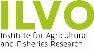 ILVO
Institute for Agricultural
and Fisheries Research